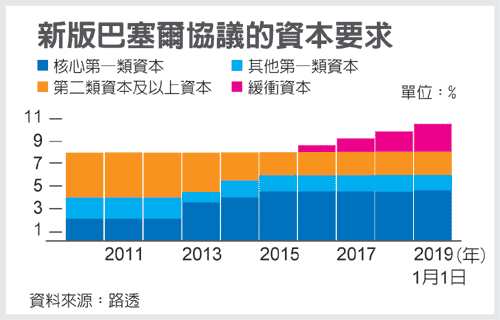 新版巴塞爾協議的資本要求
核心第一類資本 其他第一類資本
第二類資本及以上資本 緩衝資本
單位：%
11
9
7
5
3
1
2011 2013 2015 2017 2019(年)
1月1日
資料來源：路透